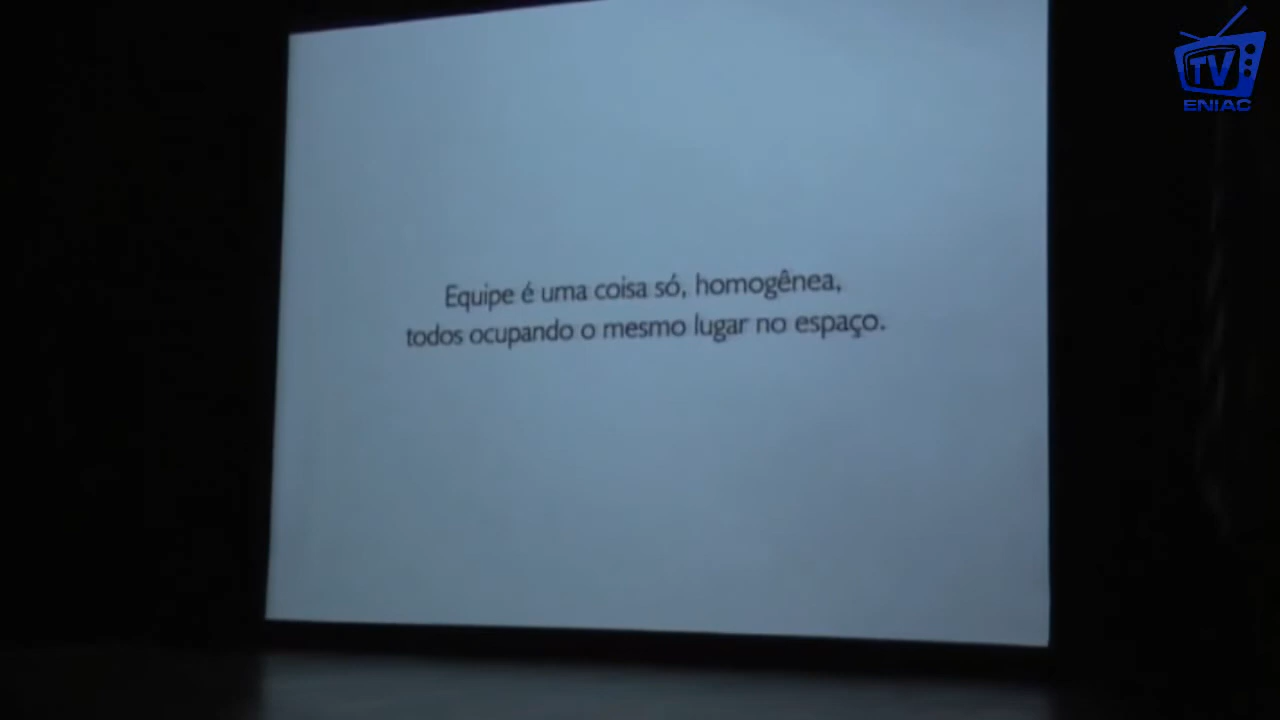 TV
ENIAC
Equipe é uma coisa só, homogênea,
todos ocupando o mesmo lugar no espaço.